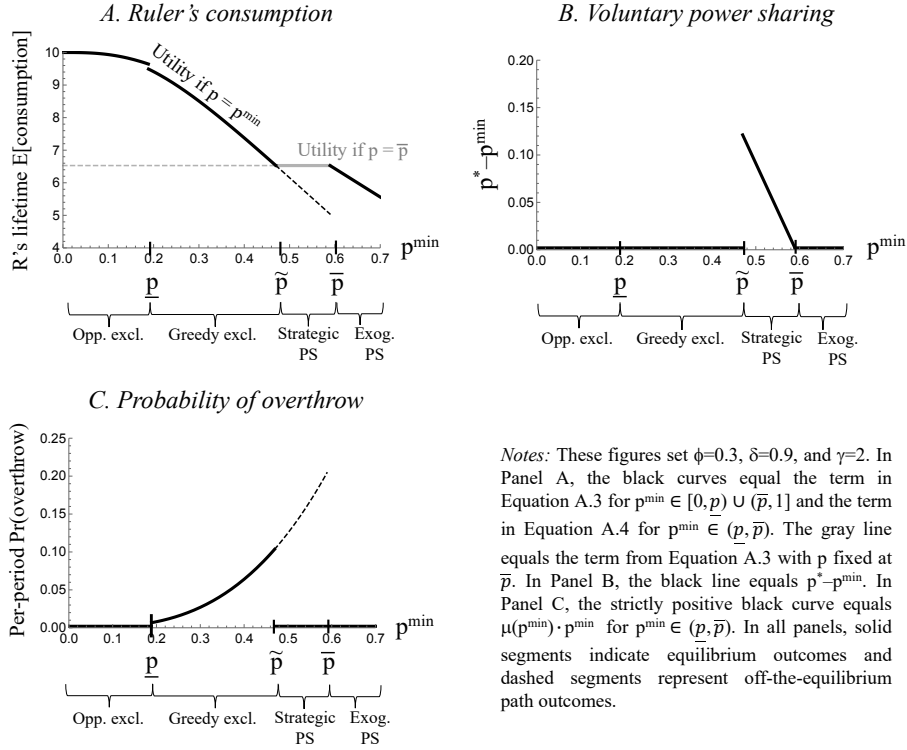 A. Ruler's consumption
R's lifetime E[consumption]
10
9
8
7
6
5
4
0.0 0.1 0.2 0.3 0.4 0.5 0.6 0.7
Utility if p = p^min
Utility if p = p̅
p^min
p̲ p̃ p̅
Opp. excl. Greedy excl. Strategic PS Exog. PS
B. Voluntary power sharing
p*–p^min
0.20
0.15
0.10
0.05
0.00
0.0 0.1 0.2 0.3 0.4 0.5 0.6 0.7
p^min
p̲ p̃ p̅
Opp. excl. Greedy excl. Strategic PS Exog. PS
C. Probability of overthrow
Per-period Pr(overthrow)
0.25
0.20
0.15
0.10
0.05
0.00
0.0 0.1 0.2 0.3 0.4 0.5 0.6 0.7
p^min
p̲ p̃ p̅
Opp. excl. Greedy excl. Strategic PS Exog. PS
Notes: These figures set ϕ=0.3, δ=0.9, and γ=2. In
Panel A, the black curves equal the term in
Equation A.3 for p^min ∈ [0, p̲) ∪ (p̅, 1] and the term
in Equation A.4 for p^min ∈ (p̲, p̅). The gray line
equals the term from Equation A.3 with p fixed at
p̅. In Panel B, the black line equals p*–p^min. In
Panel C, the strictly positive black curve equals
μ(p^min)·p^min for p^min ∈ (p̲, p̅). In all panels, solid
segments indicate equilibrium outcomes and
dashed segments represent off-the-equilibrium
path outcomes.